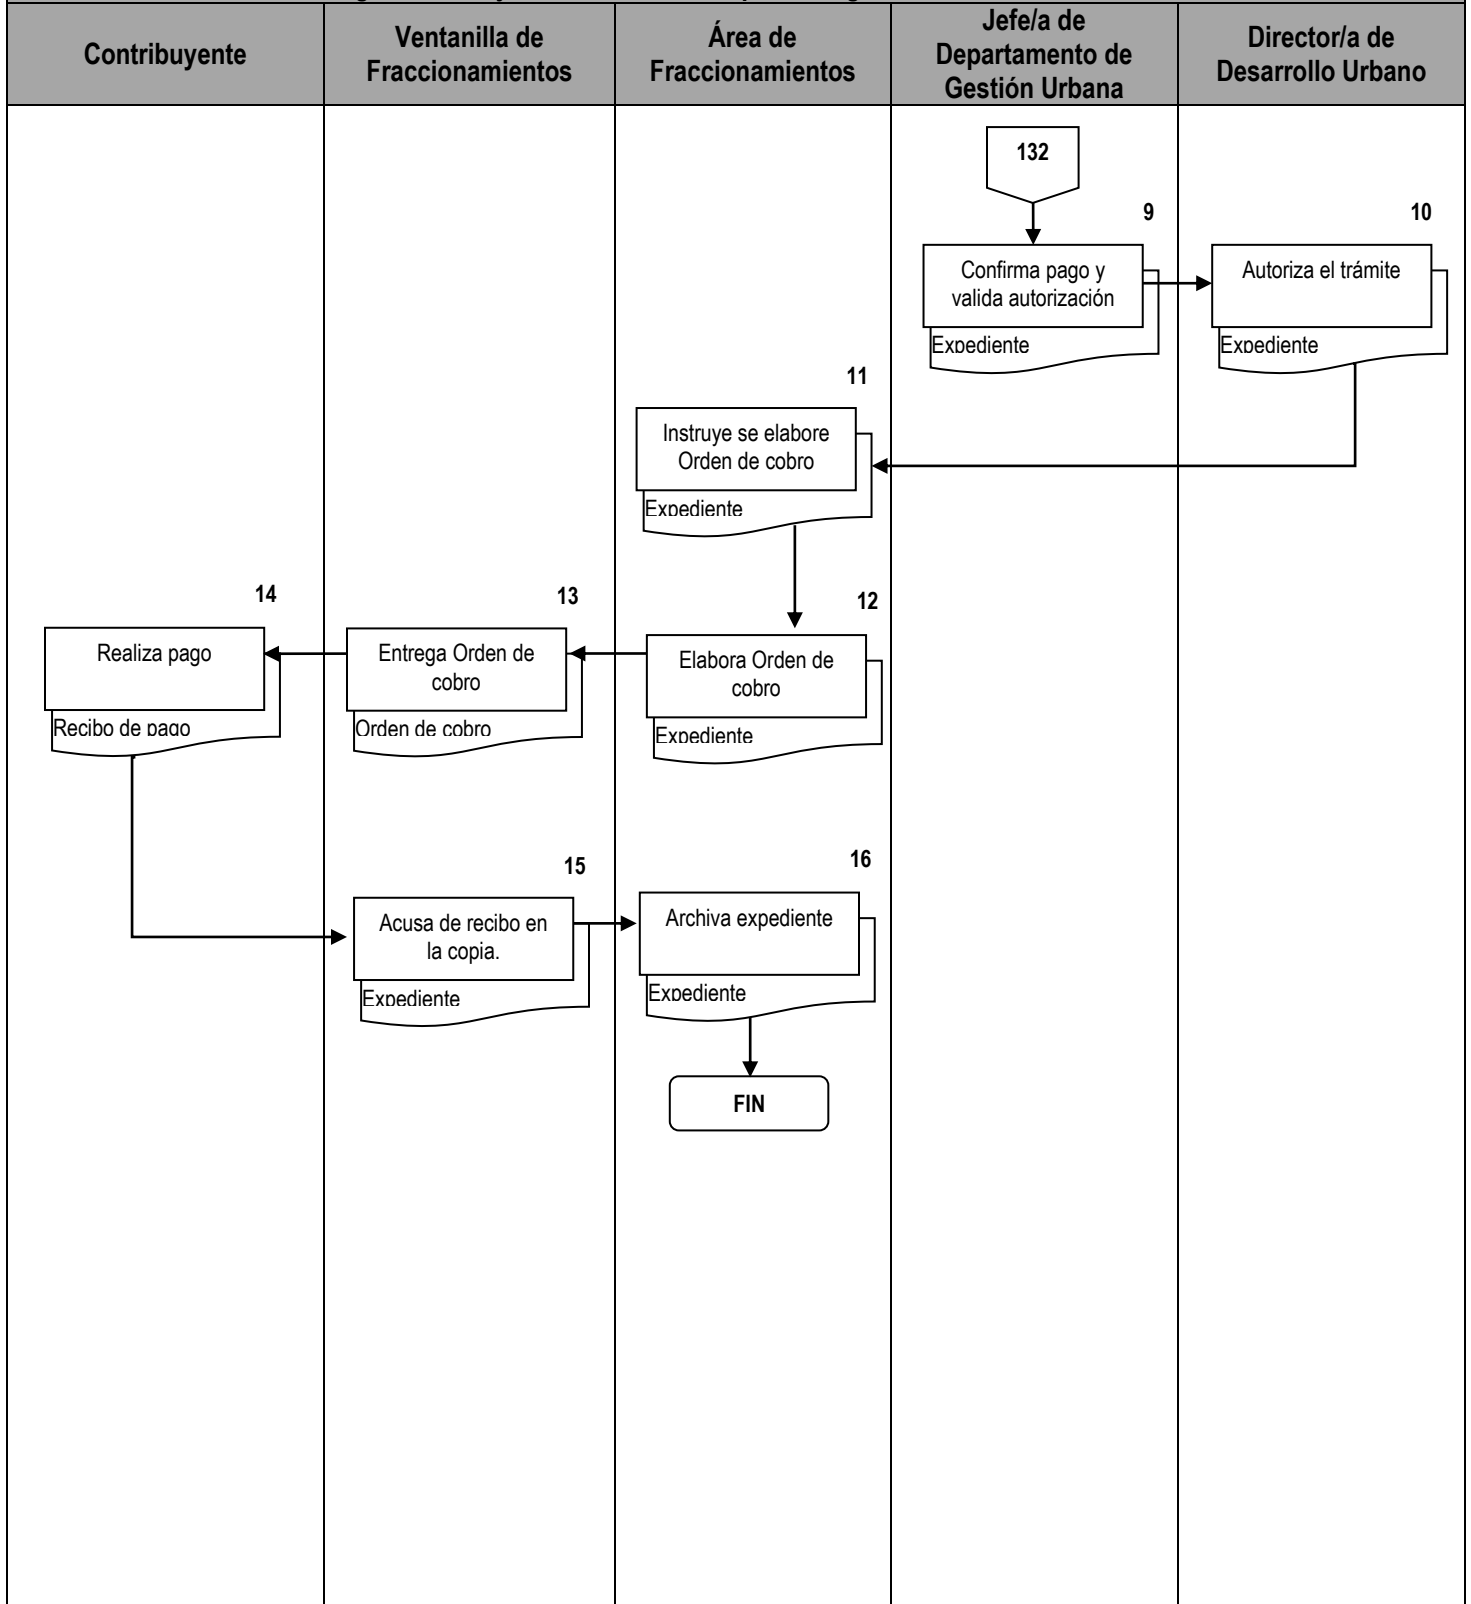 Contribuyente
Ventanilla de
Fraccionamientos
Área de
Fraccionamientos
Jefe/a de
Departamento de
Gestión Urbana
Director/a de
Desarrollo Urbano
132
9
10
Confirma pago y
valida autorización
Expediente
Autoriza el trámite
Expediente
11
Instruye se elabore
Orden de cobro
Expediente
14
13
12
Realiza pago
Recibo de pago
Entrega Orden de
cobro
Orden de cobro
Elabora Orden de
cobro
Expediente
15
16
Acusa de recibo en
la copia.
Expediente
Archiva expediente
Expediente
FIN